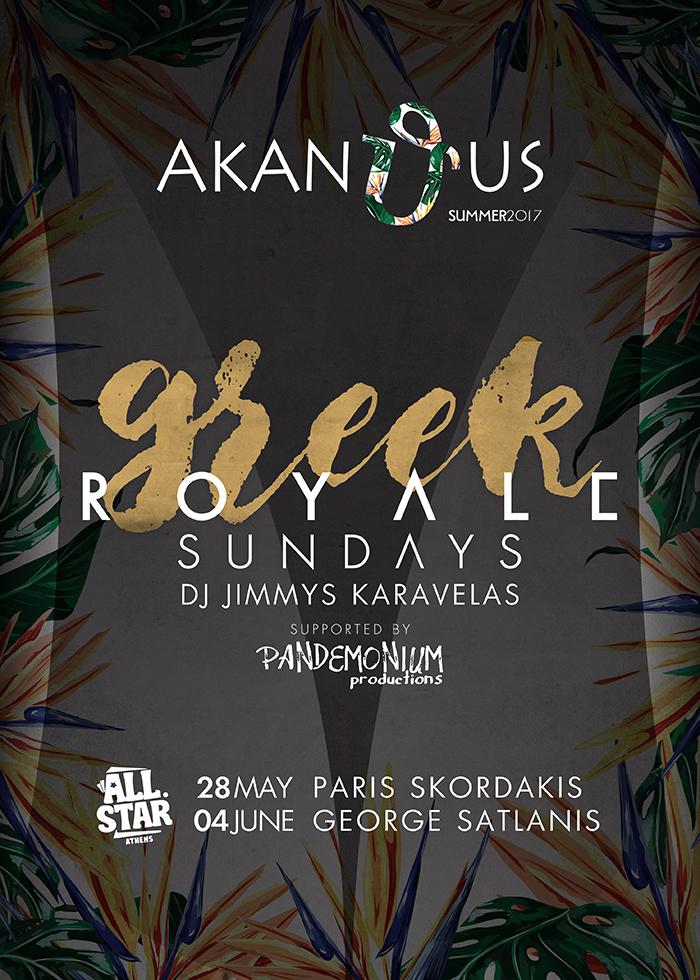 AKANϑUS
SUMMER2017
greek
ROYALE
SUNDAYS
DJ JIMMYS KARAVELAS
SUPPORTED BY
PANDEMONIUM
productions
ALL.
STAR
ATHENS
28MAY PARIS SKORDAKIS
04JUNE GEORGE SATLANIS